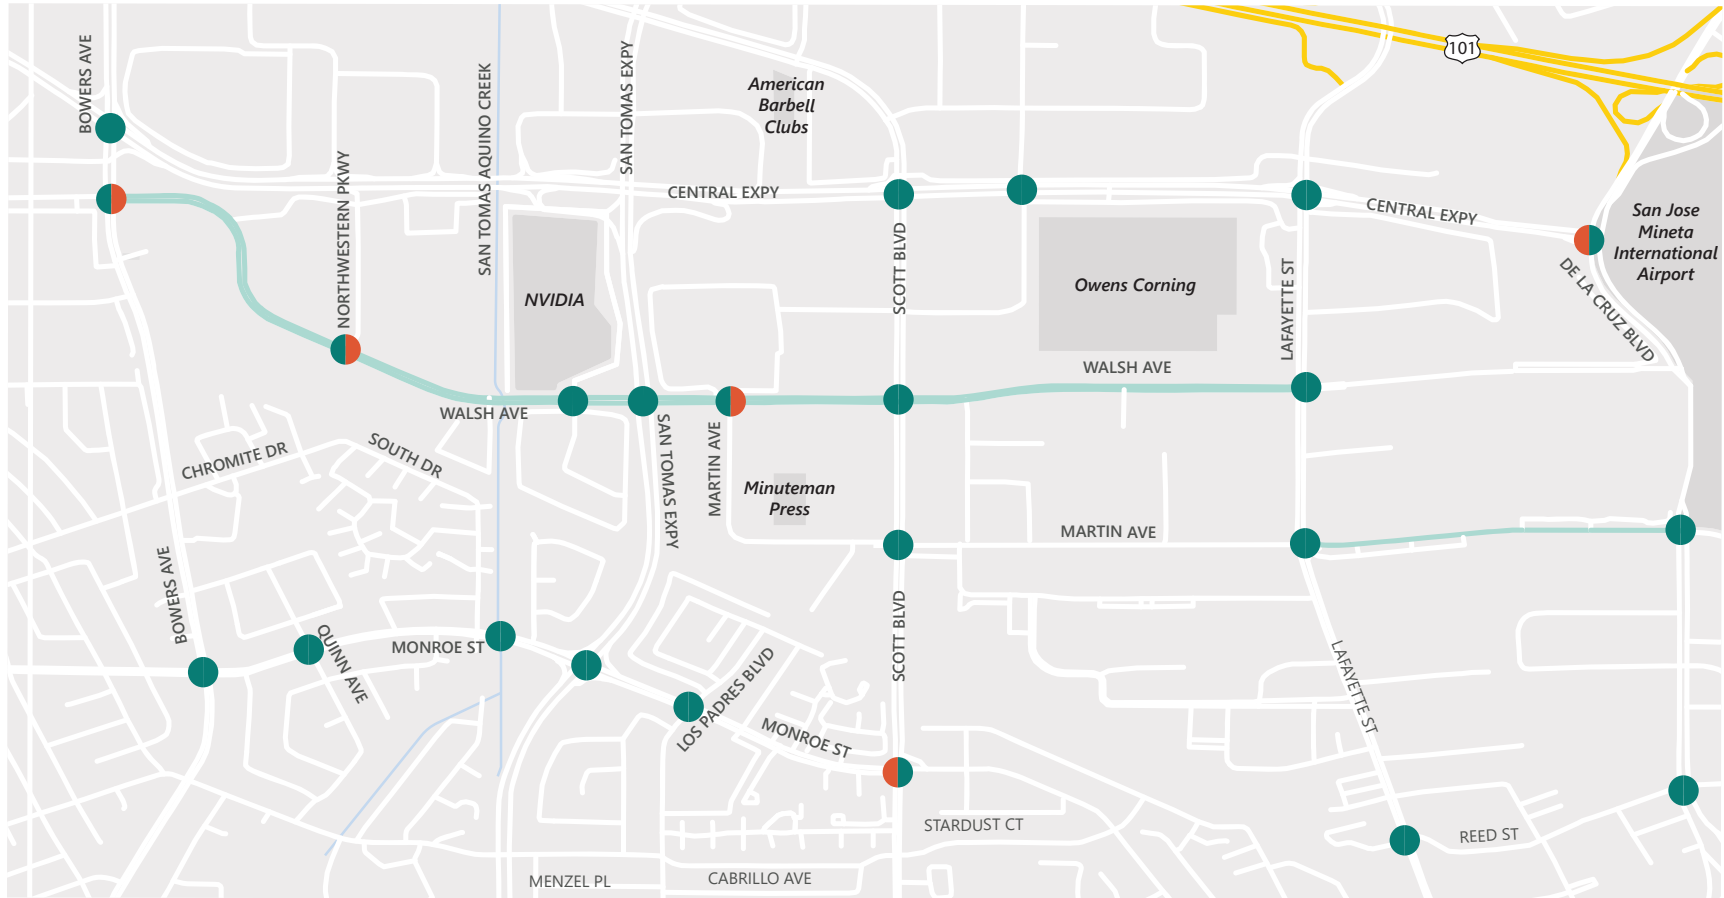 101
BOWERS AVE
SAN TOMAS AQUINO CREEK
SAN TOMAS EXPY
American
Barbell
Clubs
NORTHWESTERN PKWY
CENTRAL EXPY
CENTRAL EXPY
San Jose
Mineta
International
Airport
SCOTT BLVD
LAFAYETTE ST
DE LA CRUZ BLVD
NVIDIA
Owens Corning
WALSH AVE
WALSH AVE
CHROMITE DR
SOUTH DR
SAN TOMAS EXPY
MARTIN AVE
Minuteman
Press
MARTIN AVE
BOWERS AVE
QUINN AVE
MONROE ST
LOS PADRES BLVD
SCOTT BLVD
LAFAYETTE ST
MONROE ST
STARDUST CT
REED ST
MENZEL PL
CABRILLO AVE